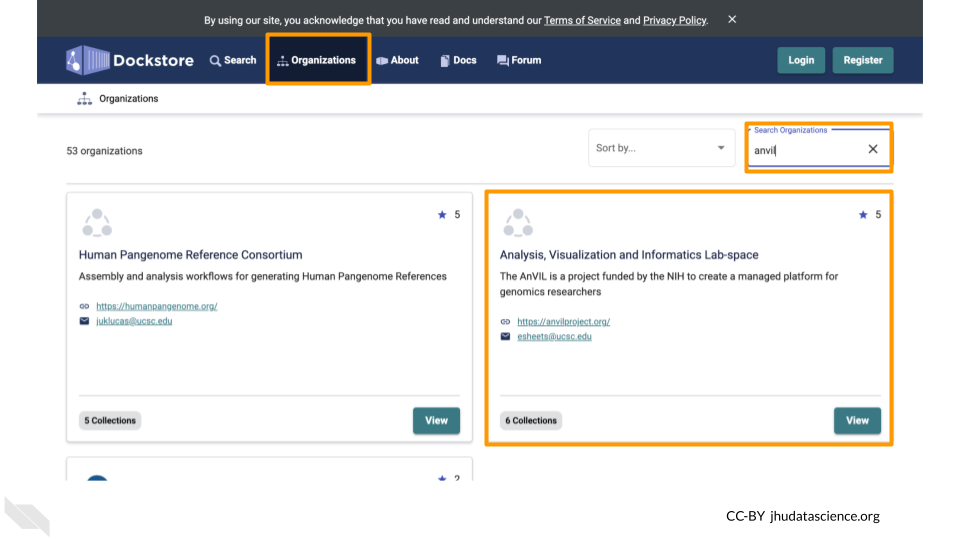 By using our site, you acknowledge that you have read and understand our Terms of Service and Privacy Policy. ✕
Dockstore Search Organizations About Docs Forum Login Register
Organizations
53 organizations
Sort by...
Search Organizations
anvil
5
Human Pangenome Reference Consortium
Assembly and analysis workflows for generating Human Pangenome References
https://humanpangenome.org/
juklucas@ucsc.edu
5 Collections
View
5
Analysis, Visualization and Informatics Lab-space
The AnVIL is a project funded by the NIH to create a managed platform for
genomics researchers
https://anvilproject.org/
esheets@ucsc.edu
6 Collections
View
CC-BY jhudatascience.org